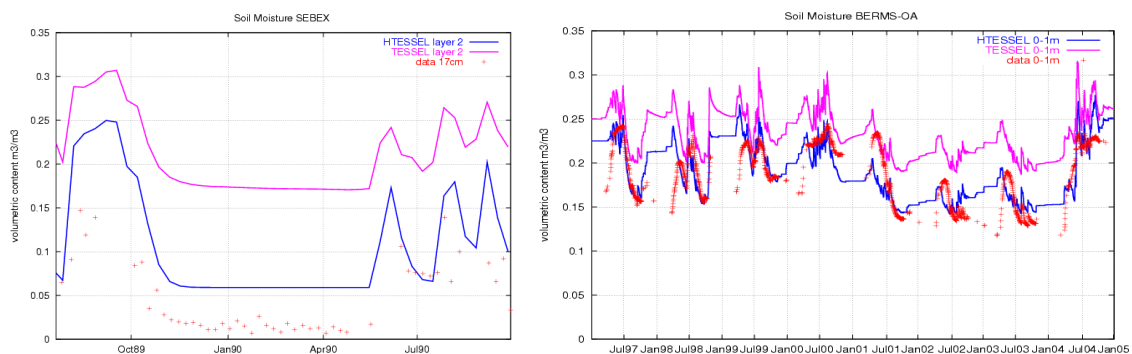 Soil Moisture SEBEX
0.35
0.3
0.25
0.2
0.15
0.1
0.05
0
volumetric content m3/m3
HTESSEL layer 2
TESSEL layer 2
data 17cm
Oct89
Jan90
Apr90
Jul90
Soil Moisture BERMS-OA
0.35
0.3
0.25
0.2
0.15
0.1
0.05
0
volumetric content m3/m3
HTESSEL 0-1m
TESSEL 0-1m
data 0-1m
Jul97 Jan98 Jul98 Jan99 Jul99 Jan00 Jul00 Jan01 Jul01 Jan02 Jul02 Jan03 Jul03 Jan04 Jul04 Jan05